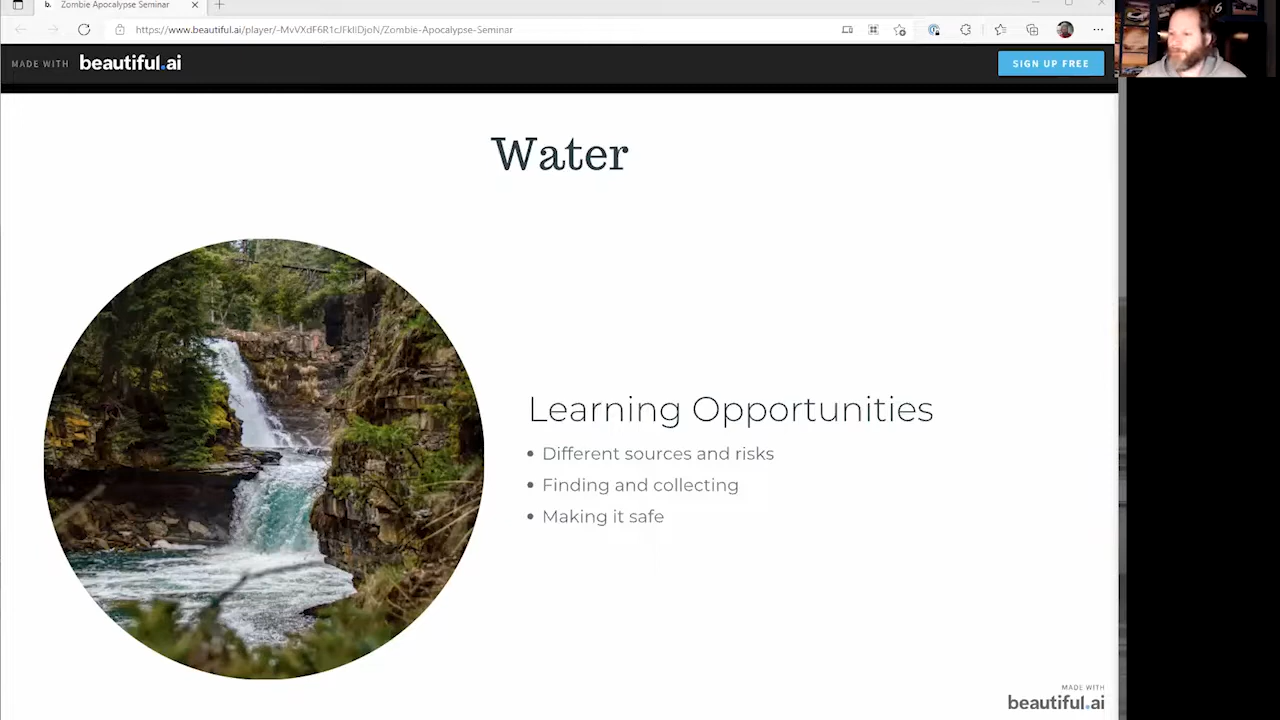 b. Zombie Apocalypse Seminar
https://www.beautiful.ai/player/-MvVXdF6R1cJFkIiDjoN/Zombie-Apocalypse-Seminar
MADE WITH beautiful.ai
SIGN UP FREE
Water
Learning Opportunities
• Different sources and risks
• Finding and collecting
• Making it safe
MADE WITH
beautiful.ai